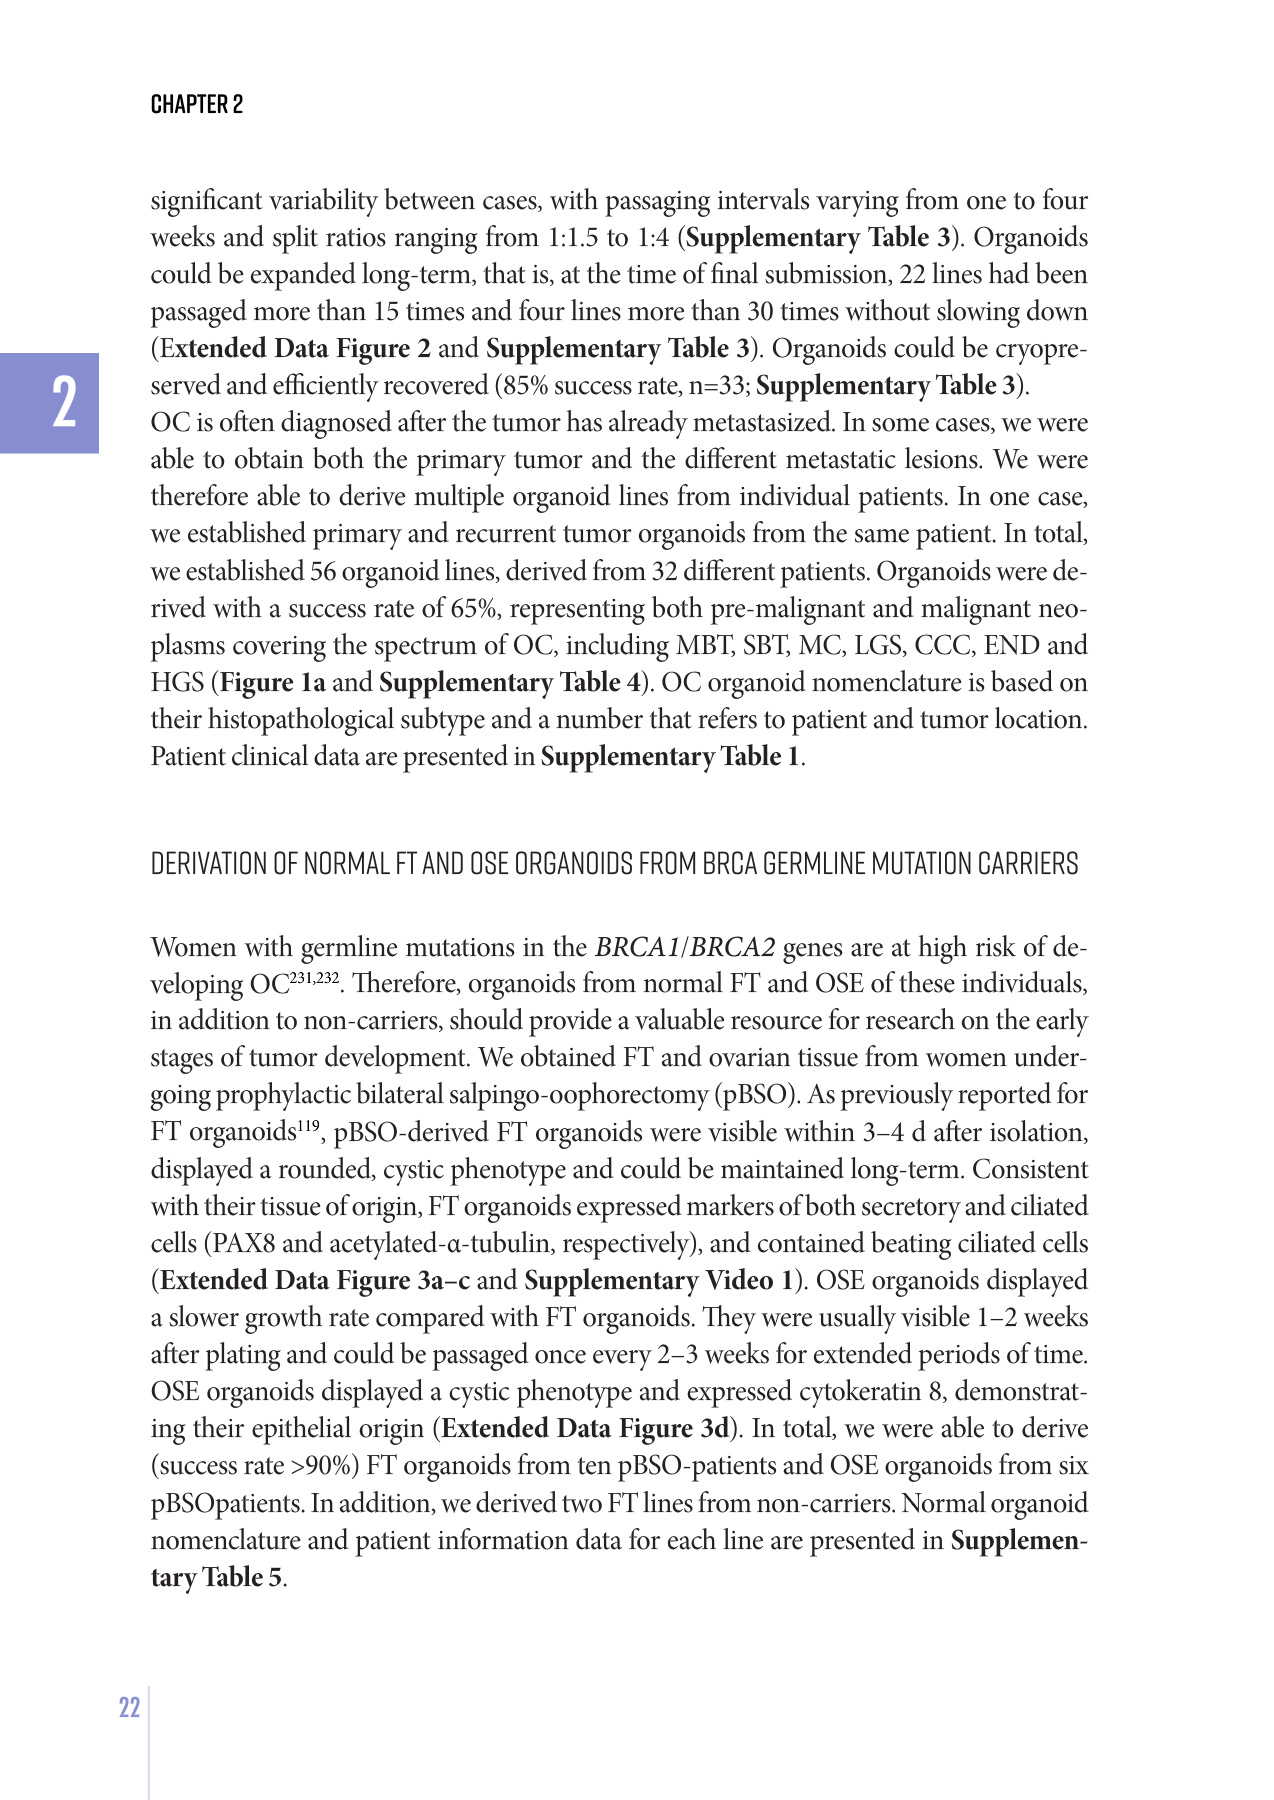 CHAPTER 2
significant variability between cases, with passaging intervals varying from one to four
weeks and split ratios ranging from 1:1.5 to 1:4 (Supplementary Table 3). Organoids
could be expanded long-term, that is, at the time of final submission, 22 lines had been
passaged more than 15 times and four lines more than 30 times without slowing down
(Extended Data Figure 2 and Supplementary Table 3). Organoids could be cryopre-
served and efficiently recovered (85% success rate, n=33; Supplementary Table 3).
2
OC is often diagnosed after the tumor has already metastasized. In some cases, we were
able to obtain both the primary tumor and the different metastatic lesions. We were
therefore able to derive multiple organoid lines from individual patients. In one case,
we established primary and recurrent tumor organoids from the same patient. In total,
we established 56 organoid lines, derived from 32 different patients. Organoids were de-
rived with a success rate of 65%, representing both pre-malignant and malignant neo-
plasms covering the spectrum of OC, including MBT, SBT, MC, LGS, CCC, END and
HGS (Figure 1a and Supplementary Table 4). OC organoid nomenclature is based on
their histopathological subtype and a number that refers to patient and tumor location.
Patient clinical data are presented in Supplementary Table 1.
DERIVATION OF NORMAL FT AND OSE ORGANOIDS FROM BRCA GERMLINE MUTATION CARRIERS
Women with germline mutations in the BRCA1/BRCA2 genes are at high risk of de-
veloping OC231,232. Therefore, organoids from normal FT and OSE of these individuals,
in addition to non-carriers, should provide a valuable resource for research on the early
stages of tumor development. We obtained FT and ovarian tissue from women under-
going prophylactic bilateral salpingo-oophorectomy (pBSO). As previously reported for
FT organoids119, pBSO-derived FT organoids were visible within 3–4 d after isolation,
displayed a rounded, cystic phenotype and could be maintained long-term. Consistent
with their tissue of origin, FT organoids expressed markers of both secretory and ciliated
cells (PAX8 and acetylated-α-tubulin, respectively), and contained beating ciliated cells
(Extended Data Figure 3a–c and Supplementary Video 1). OSE organoids displayed
a slower growth rate compared with FT organoids. They were usually visible 1–2 weeks
after plating and could be passaged once every 2–3 weeks for extended periods of time.
OSE organoids displayed a cystic phenotype and expressed cytokeratin 8, demonstrat-
ing their epithelial origin (Extended Data Figure 3d). In total, we were able to derive
(success rate >90%) FT organoids from ten pBSO-patients and OSE organoids from six
pBSOpatients. In addition, we derived two FT lines from non-carriers. Normal organoid
nomenclature and patient information data for each line are presented in Supplemen-
tary Table 5.
22